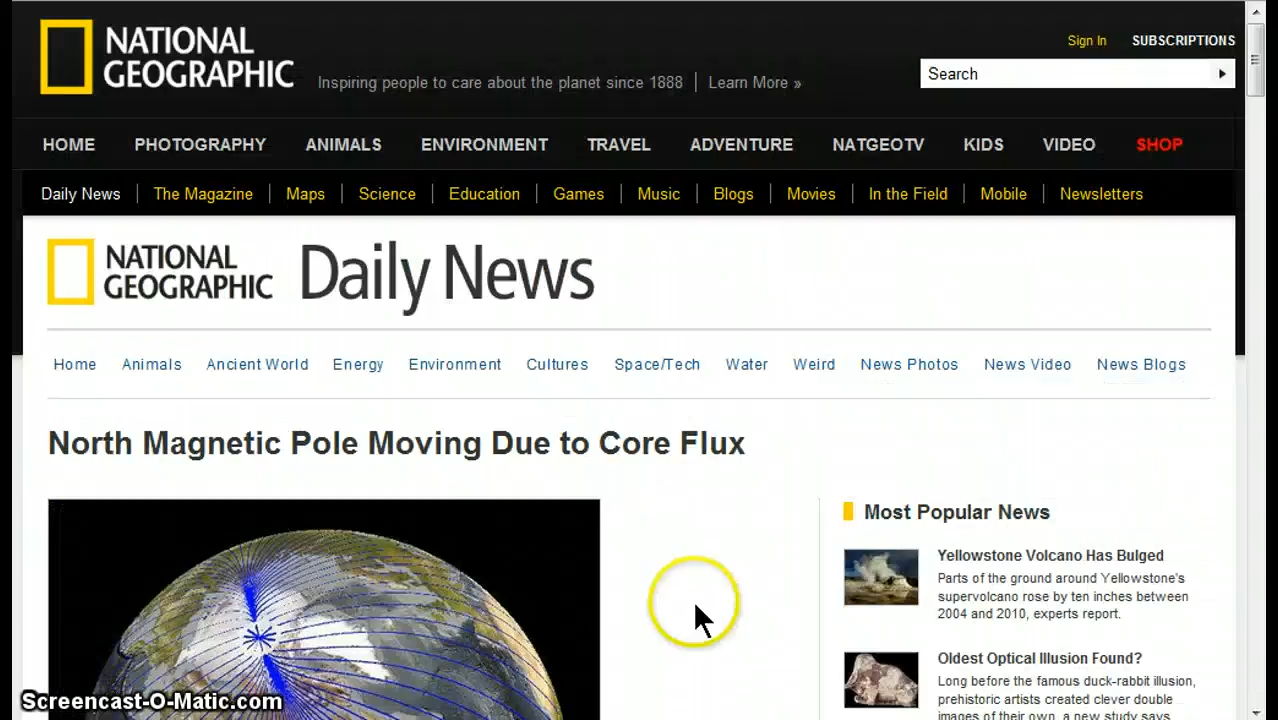 NATIONAL
GEOGRAPHIC
Inspiring people to care about the planet since 1888 | Learn More »
Sign In SUBSCRIPTIONS
Search
HOME PHOTOGRAPHY ANIMALS ENVIRONMENT TRAVEL ADVENTURE NATGEOTV KIDS VIDEO SHOP
Daily News | The Magazine | Maps | Science | Education | Games | Music | Blogs | Movies | In the Field | Mobile | Newsletters
NATIONAL
GEOGRAPHIC
Daily News
Home Animals Ancient World Energy Environment Cultures Space/Tech Water Weird News Photos News Video News Blogs
North Magnetic Pole Moving Due to Core Flux
Most Popular News
Yellowstone Volcano Has Bulged
Parts of the ground around Yellowstone's
supervolcano rose by ten inches between
2004 and 2010, experts report.
Oldest Optical Illusion Found?
Long before the famous duck-rabbit illusion,
prehistoric artists created clever double
images of their own, a new study says
Screencast-O-Matic.com